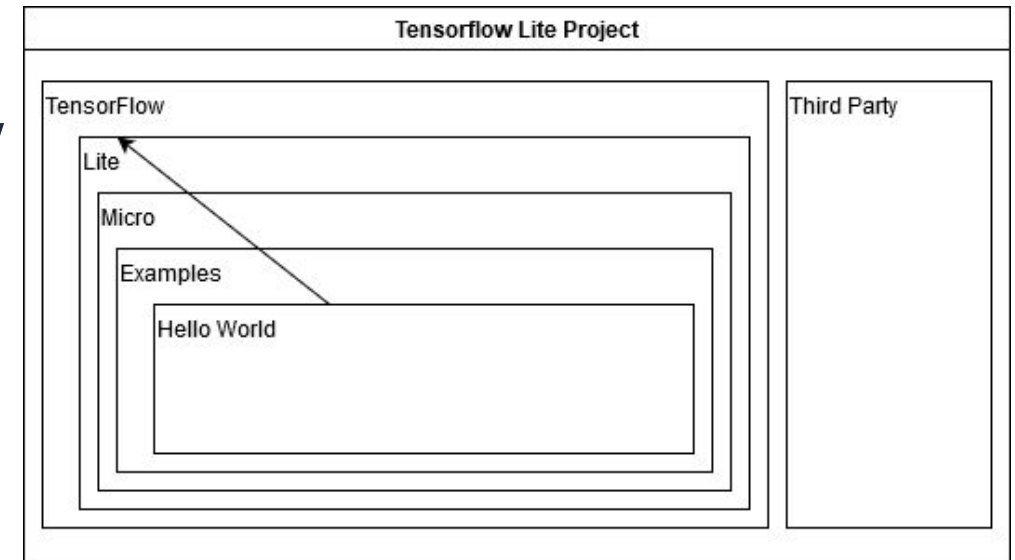 Tensorflow Lite Project
TensorFlow
Third Party
Lite
Micro
Examples
Hello World